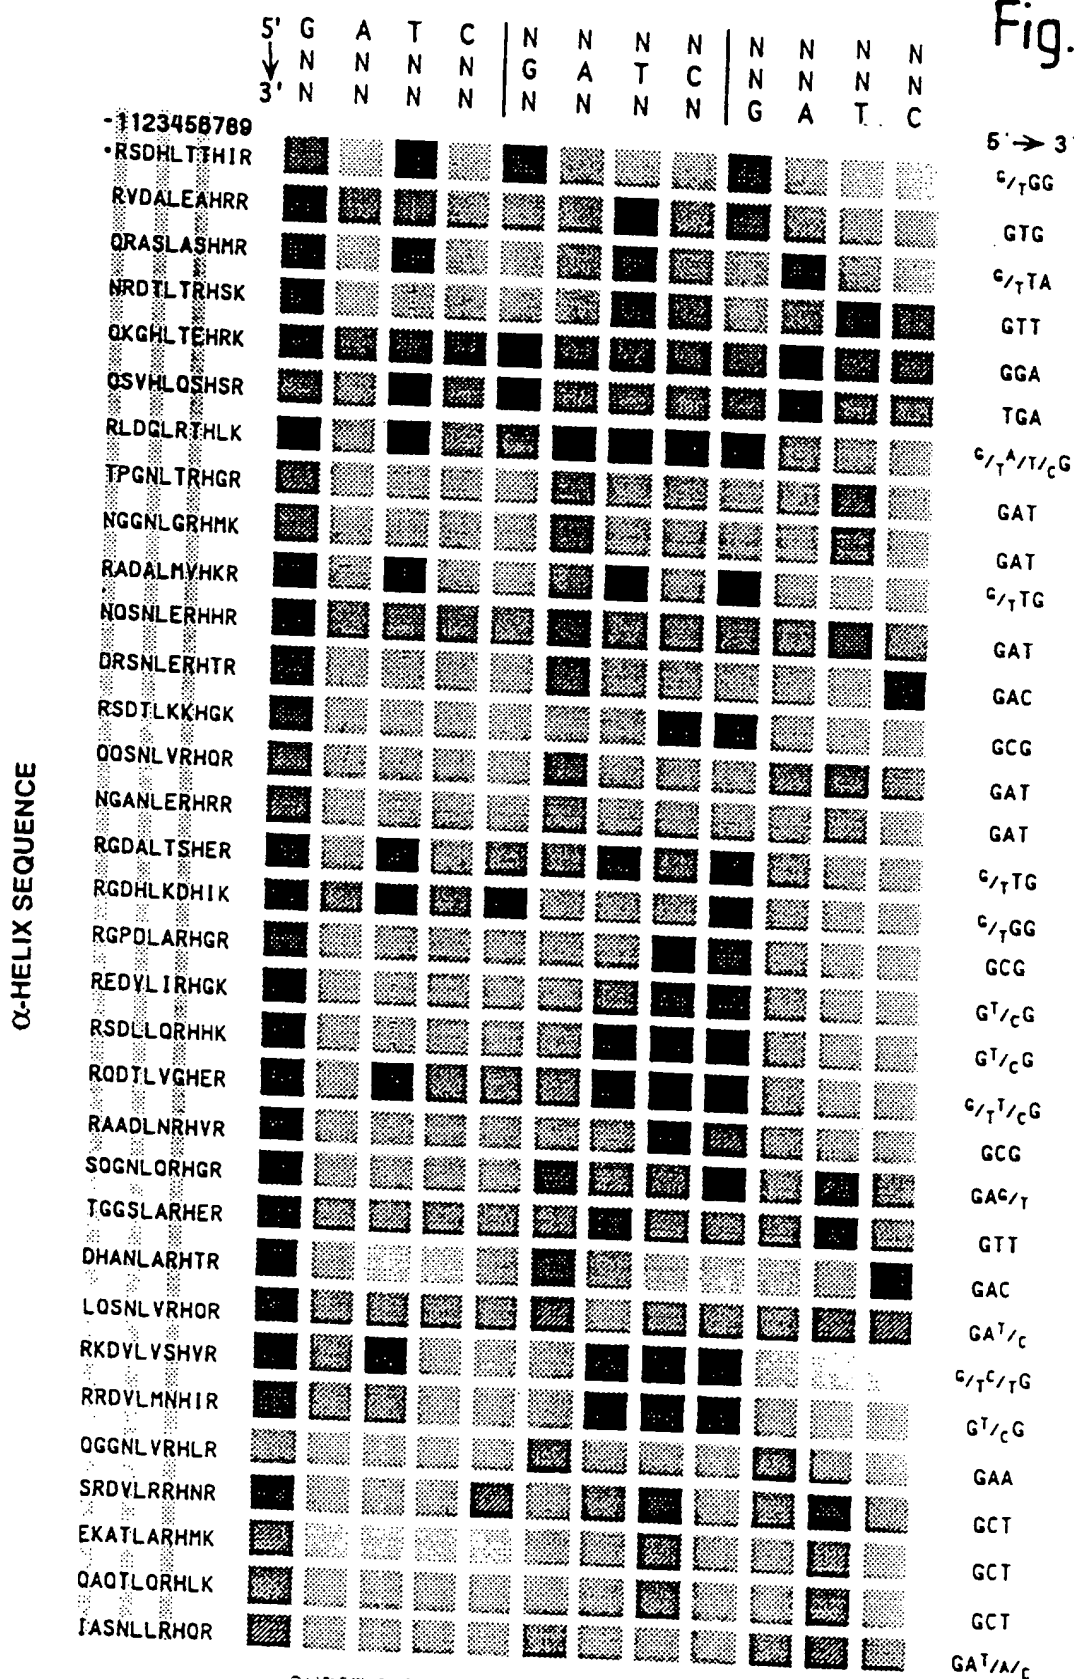 Fig.
5' G A T C N N N N N N N N
N N N N G A T C N N N N
3' N N N N N N N N G A T C
-1123456789
5' → 3'
•RSDHLTTHIR G/TGG
RVDALEAHRR GTG
QRASLASHMR G/TTA
NRDTLTRHSK GTT
QKGHLTEHRK GGA
QSVHLQSHSR TGA
RLDGLRTHLK G/TA/T/CG
TPGNLTRHGR GAT
NGGNLGRHMK GAT
RADALMVHKR G/TTG
NQSNLERHHR GAT
DRSNLERHTR GAC
RSDTLKKHGK GCG
QQSNLVRHQR GAT
NGANLERHRR GAT
RGDALTSHER G/TTG
RGDHLKDHIK G/TGG
RGPDLARHGR GCG
REDVLIRHGK GT/CG
RSDLLQRHHK GT/CG
RQDTLVGHER G/TT/CG
RAADLNRHVR GCG
SQGNLQRHGR GAG/T
TGGSLARHER GTT
DHANLARHTR GAC
LQSNLVRHQR GAT/C
RKDVLVSHVR G/TC/TG
RRDVLMNHIR GT/CG
QGGNLVRHLR GAA
SRDVLRRHNR GCT
EKATLARHMK GCT
QAQTLQRHLK GCT
IASNLLRHQR GAT/A/C
α-HELIX SEQUENCE